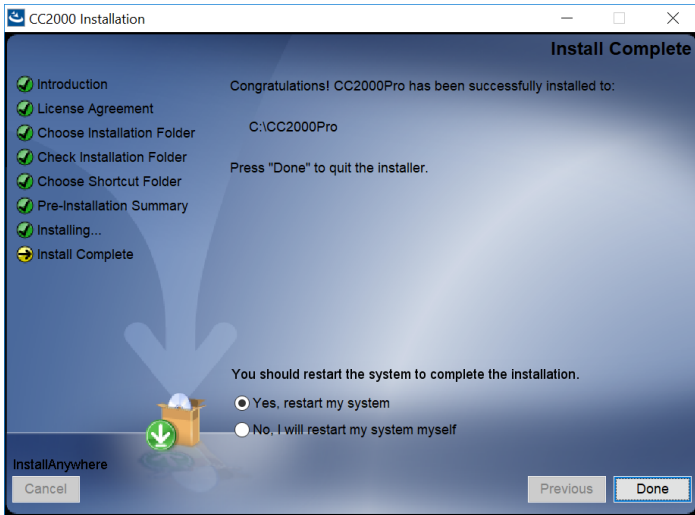 CC2000 Installation
Install Complete
Introduction
License Agreement
Choose Installation Folder
Check Installation Folder
Choose Shortcut Folder
Pre-Installation Summary
Installing...
Install Complete
Congratulations! CC2000Pro has been successfully installed to:
C:\CC2000Pro
Press "Done" to quit the installer.
You should restart the system to complete the installation.
Yes, restart my system
No, I will restart my system myself
InstallAnywhere
Cancel
Previous
Done